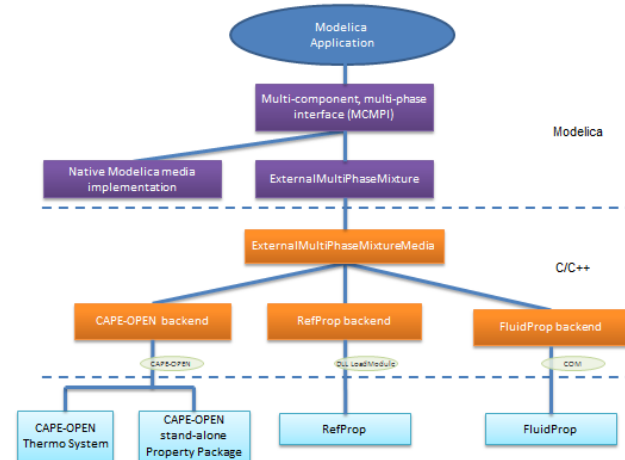 Modelica
Application
Multi-component, multi-phase
interface (MCMPI)
Modelica
Native Modelica media
implementation
ExternalMultiPhaseMixture
ExternalMultiPhaseMixtureMedia
C/C++
CAPE-OPEN backend
RefProp backend
FluidProp backend
CAPE-OPEN
DLL LoadModule
COM
CAPE-OPEN
Thermo System
CAPE-OPEN
stand-alone
Property Package
RefProp
FluidProp